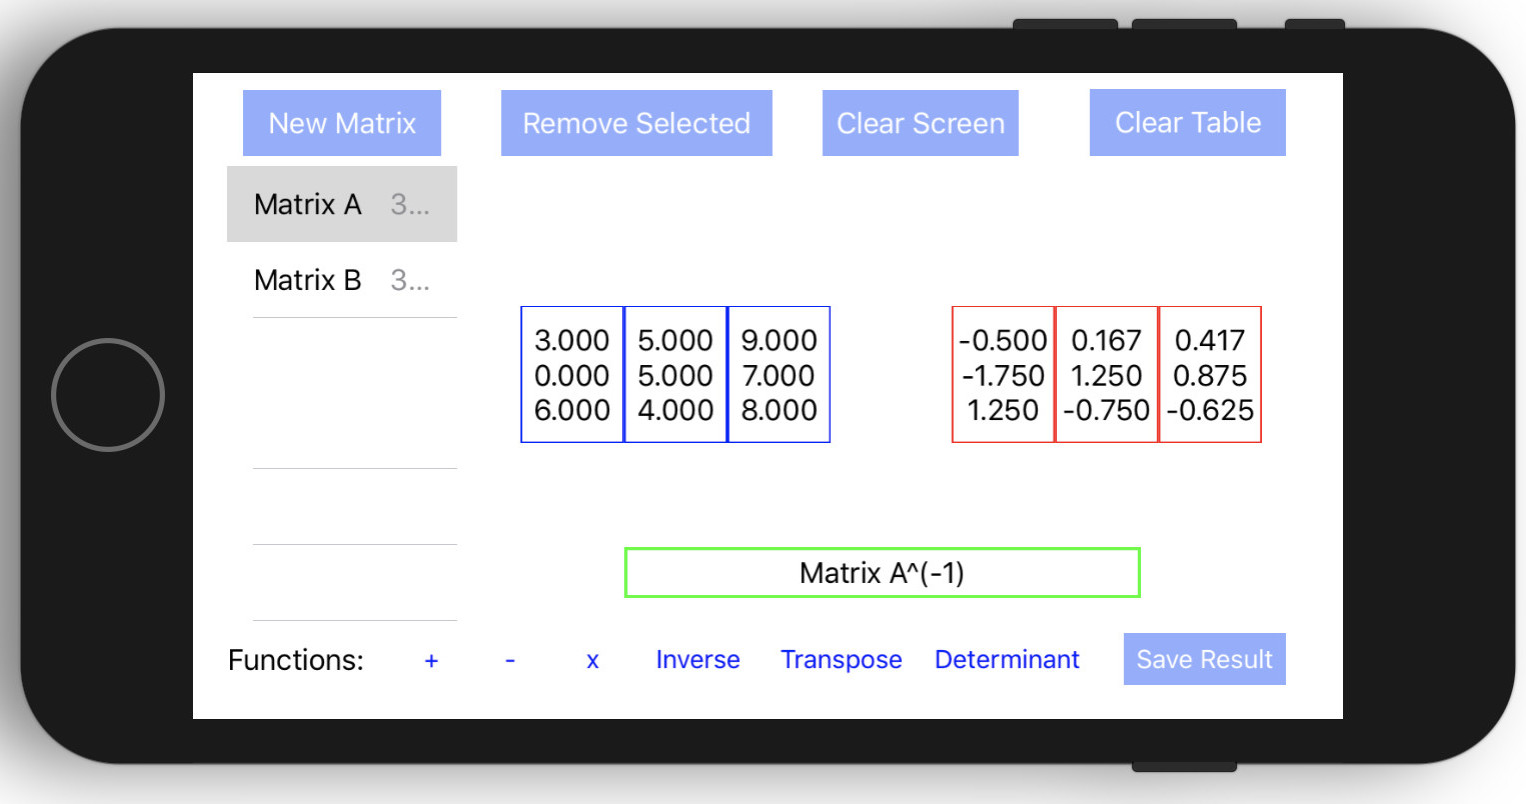 New Matrix Remove Selected Clear Screen Clear Table
Matrix A 3...
Matrix B 3...
3.000 5.000 9.000 -0.500 0.167 0.417
0.000 5.000 7.000 -1.750 1.250 0.875
6.000 4.000 8.000 1.250 -0.750 -0.625
Matrix A^(-1)
Functions: + - x Inverse Transpose Determinant Save Result